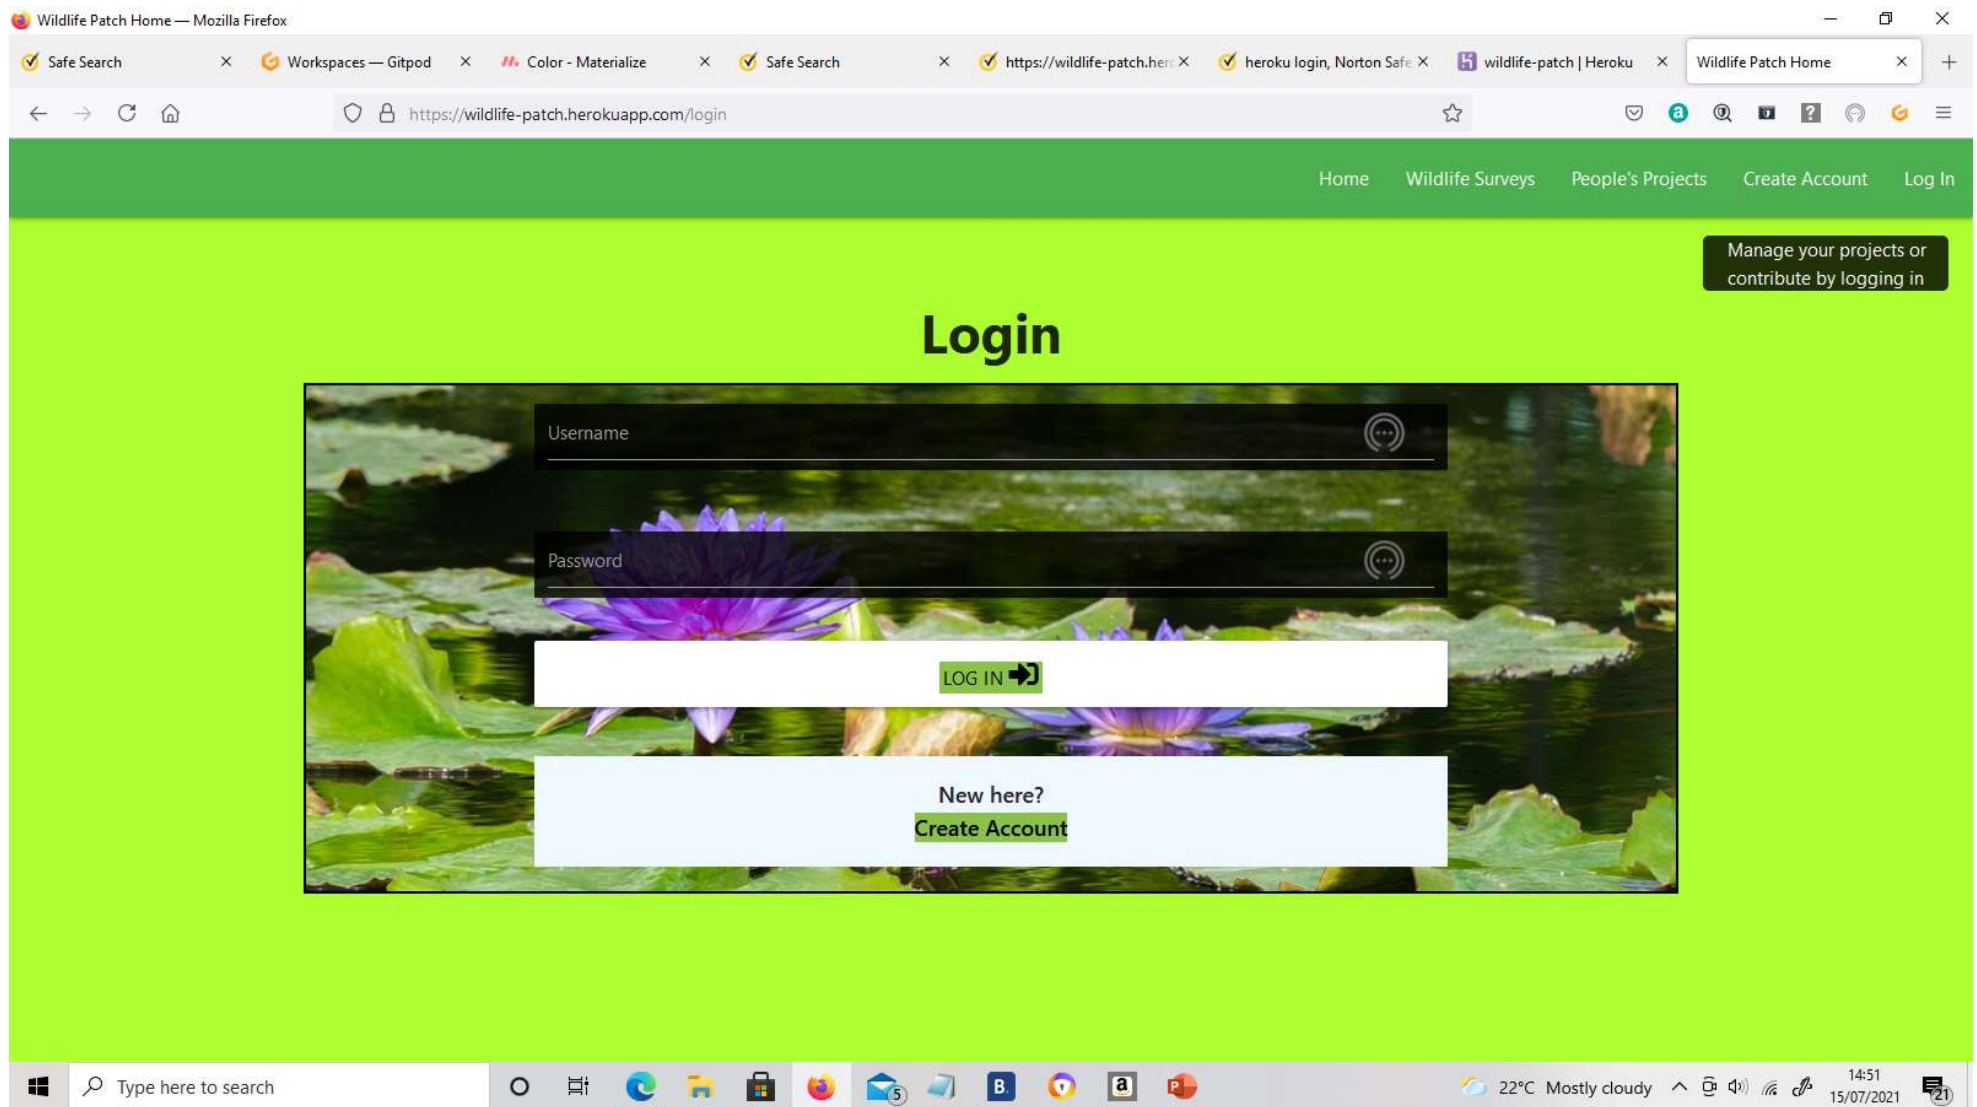 Wildlife Patch Home — Mozilla Firefox
Safe Search
Workspaces — Gitpod
Color - Materialize
Safe Search
https://wildlife-patch.her
heroku login, Norton Safe
wildlife-patch | Heroku
Wildlife Patch Home
https://wildlife-patch.herokuapp.com/login
Home Wildlife Surveys People's Projects Create Account Log In
Manage your projects or
contribute by logging in
Login
Username
Password
LOG IN
New here?
Create Account
Type here to search
5
B.
a
P
22°C Mostly cloudy
14:51
15/07/2021
21